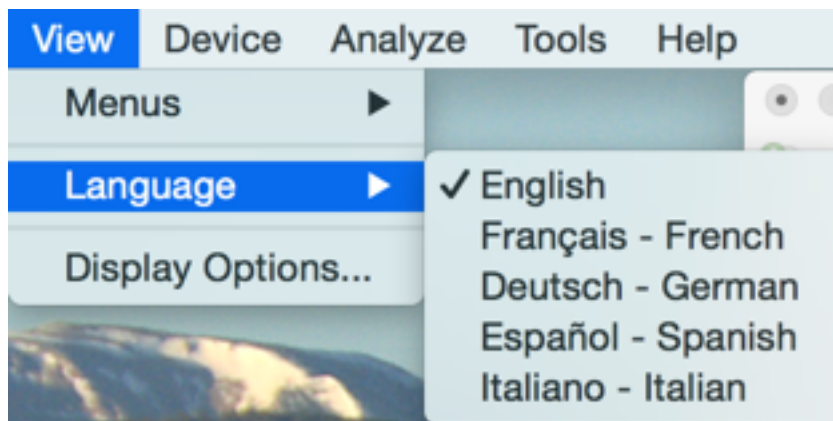 View Device Analyze Tools Help
Menus
Language
✓ English
Français - French
Deutsch - German
Español - Spanish
Italiano - Italian
Display Options...